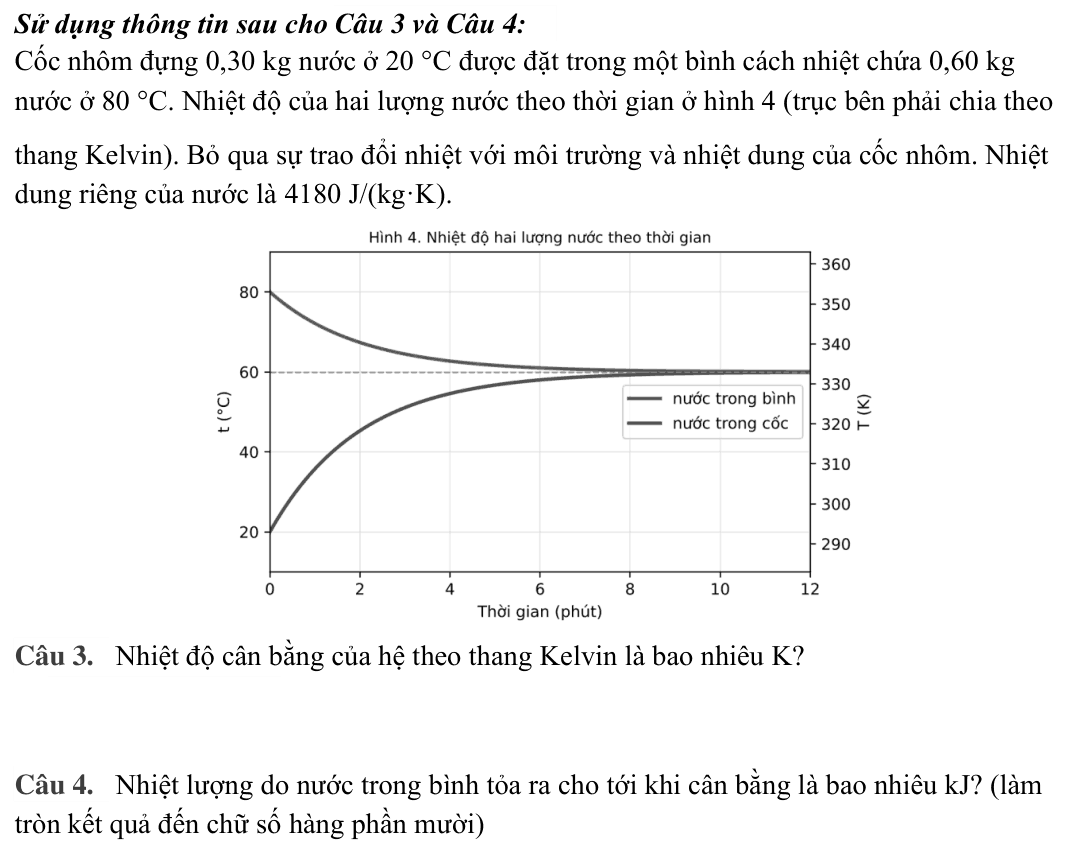 Sử dụng thông tin sau cho Câu 3 và Câu 4:
Cốc nhôm đựng 0,30 kg nước ở 20 °C được đặt trong một bình cách nhiệt chứa 0,60 kg
nước ở 80 °C. Nhiệt độ của hai lượng nước theo thời gian ở hình 4 (trục bên phải chia theo
thang Kelvin). Bỏ qua sự trao đổi nhiệt với môi trường và nhiệt dung của cốc nhôm. Nhiệt
dung riêng của nước là 4180 J/(kg·K).
Hình 4. Nhiệt độ hai lượng nước theo thời gian
80
60
40
20
t (°C)
360
350
340
330
320
310
300
290
T (K)
nước trong bình
nước trong cốc
0 2 4 6 8 10 12
Thời gian (phút)
Câu 3. Nhiệt độ cân bằng của hệ theo thang Kelvin là bao nhiêu K?
Câu 4. Nhiệt lượng do nước trong bình tỏa ra cho tới khi cân bằng là bao nhiêu kJ? (làm
tròn kết quả đến chữ số hàng phần mười)